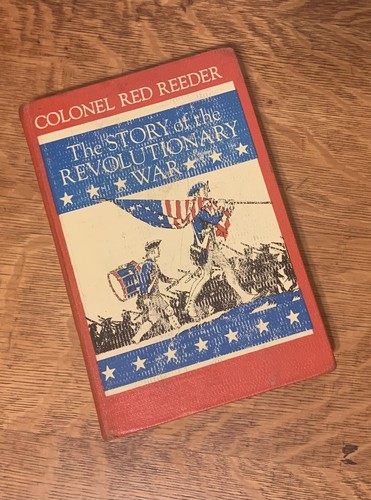 COLONEL RED REEDER
The STORY of the
REVOLUTIONARY
WAR